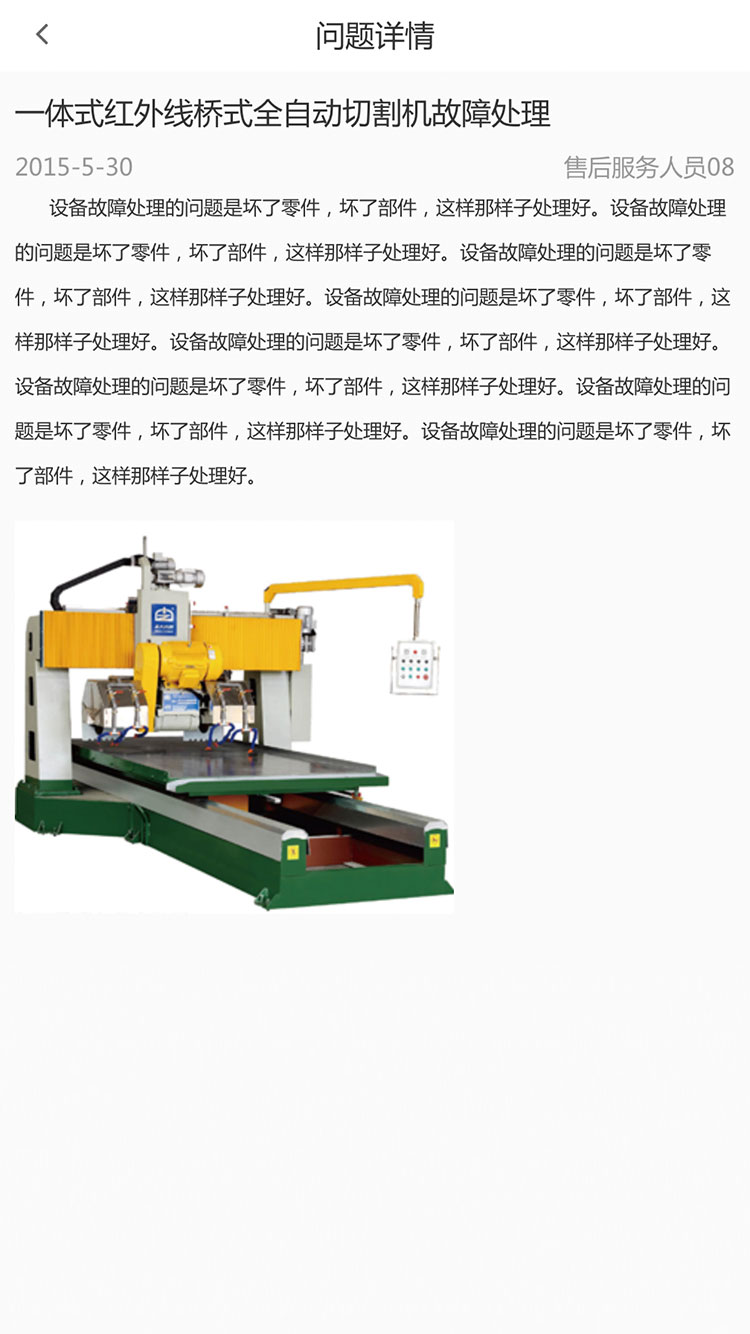 问题详情
一体式红外线桥式全自动切割机故障处理
2015-5-30 售后服务人员08
设备故障处理的问题是坏了零件，坏了部件，这样那样子处理好。设备故障处理
的问题是坏了零件，坏了部件，这样那样子处理好。设备故障处理的问题是坏了零
件，坏了部件，这样那样子处理好。设备故障处理的问题是坏了零件，坏了部件，这
样那样子处理好。设备故障处理的问题是坏了零件，坏了部件，这样那样子处理好。
设备故障处理的问题是坏了零件，坏了部件，这样那样子处理好。设备故障处理的问
题是坏了零件，坏了部件，这样那样子处理好。设备故障处理的问题是坏了零件，坏
了部件，这样那样子处理好。